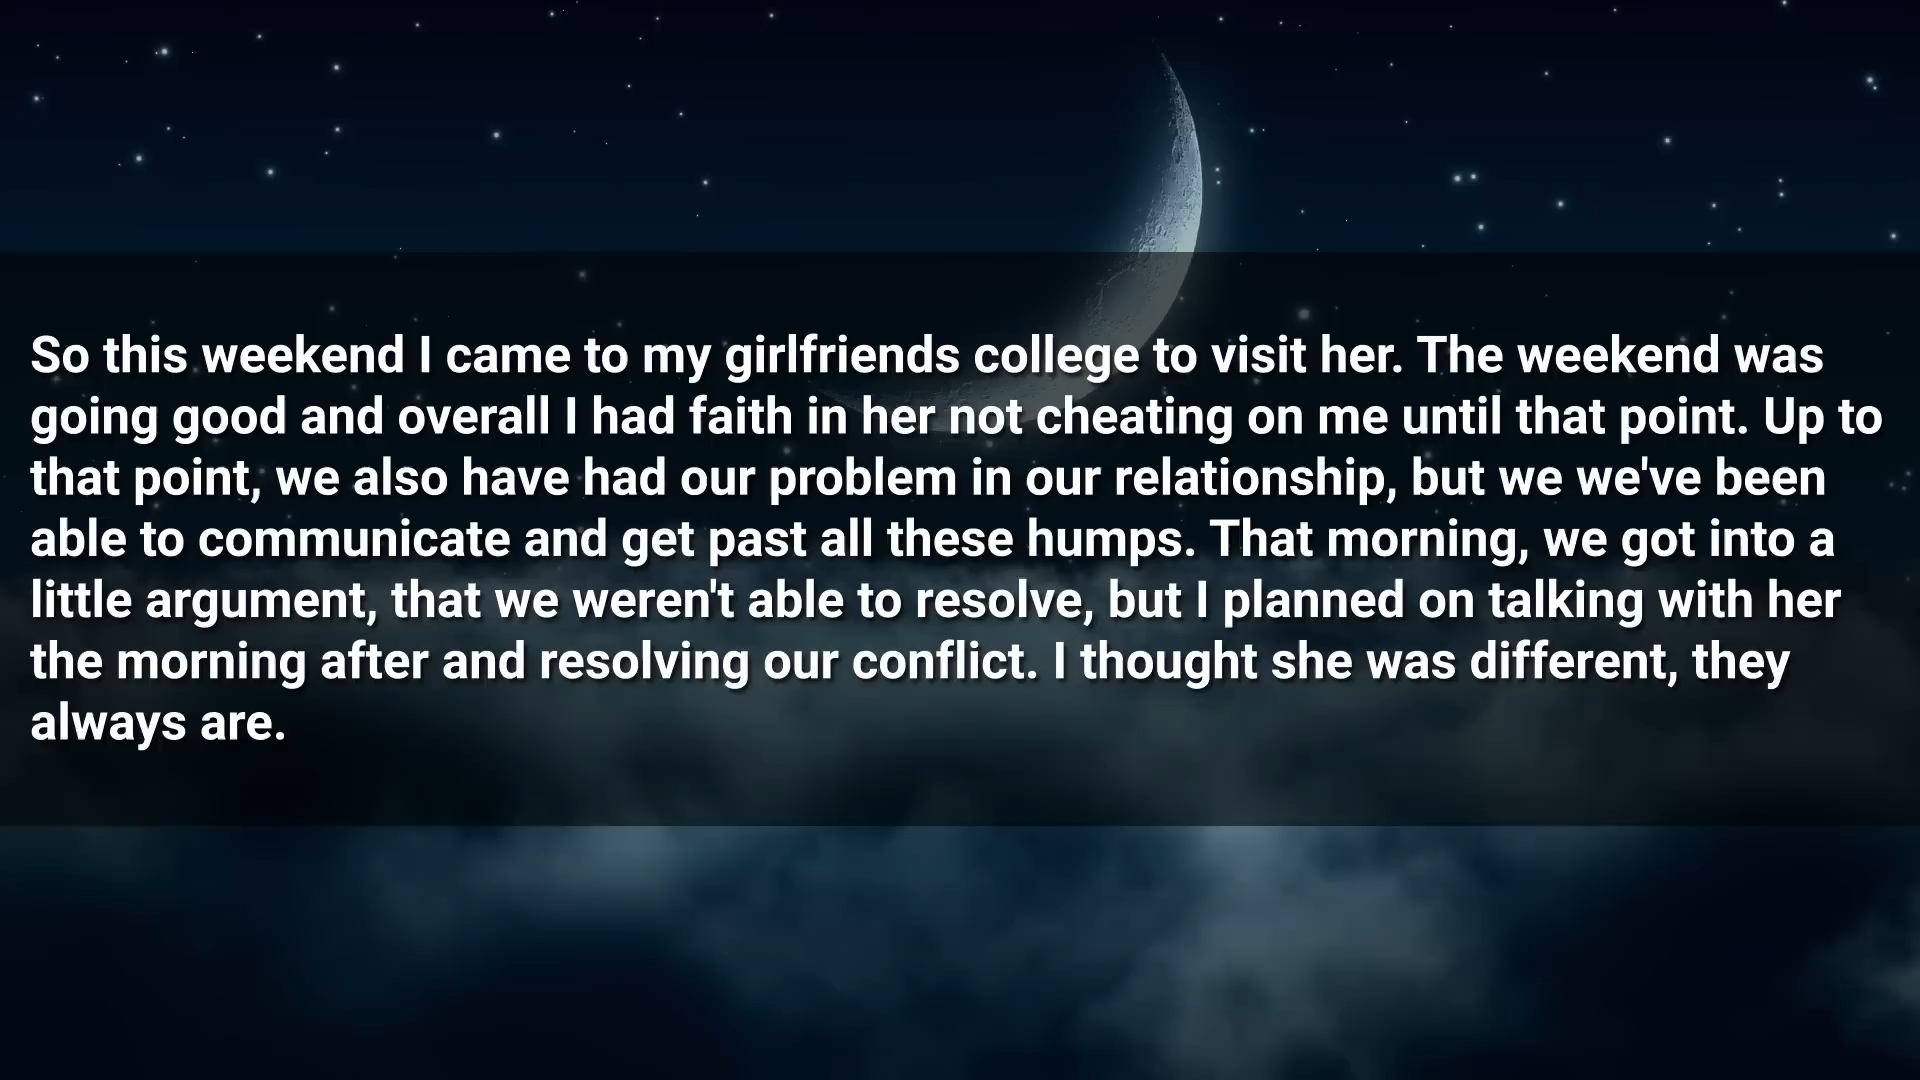 So this weekend I came to my girlfriends college to visit her. The weekend was
going good and overall I had faith in her not cheating on me until that point. Up to
that point, we also have had our problem in our relationship, but we we've been
able to communicate and get past all these humps. That morning, we got into a
little argument, that we weren't able to resolve, but I planned on talking with her
the morning after and resolving our conflict. I thought she was different, they
always are.